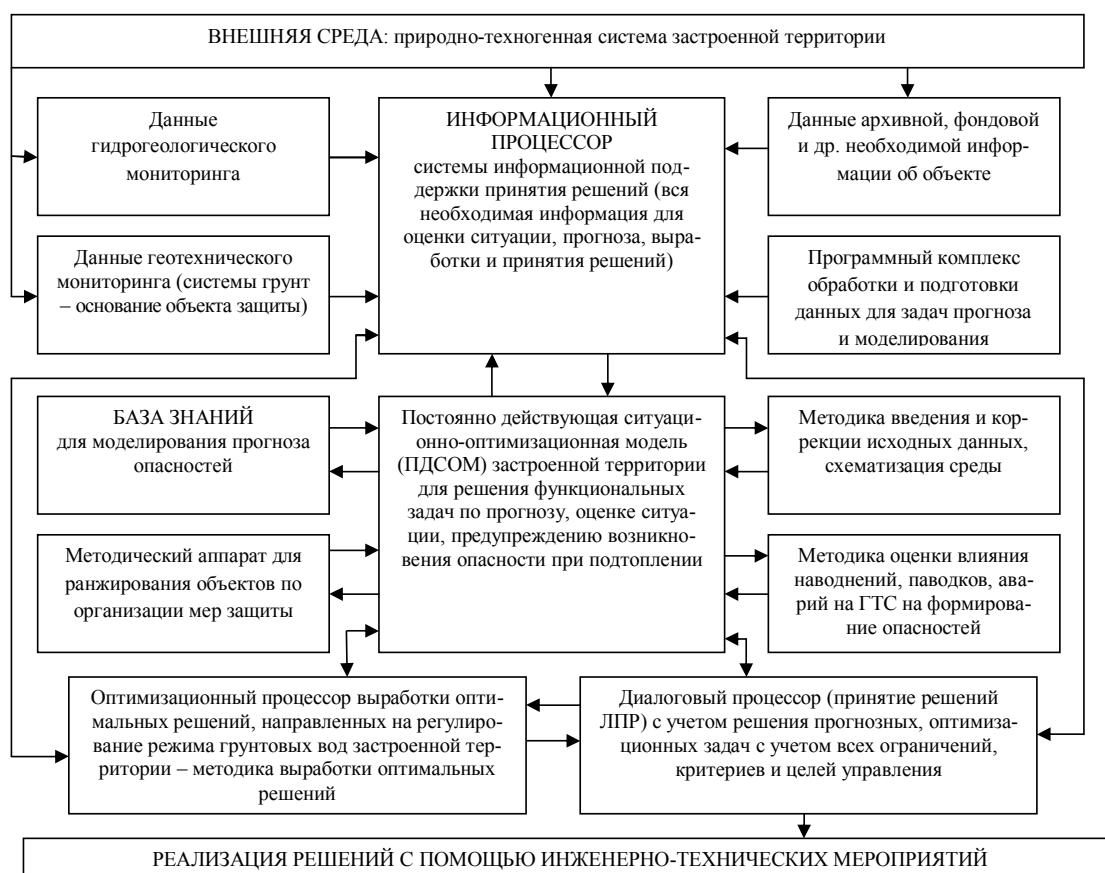 ВНЕШНЯЯ СРЕДА: природно-техногенная система застроенной территории
Данные
гидрогеологического
мониторинга
ИНФОРМАЦИОННЫЙ
ПРОЦЕССОР
системы информационной под-
держки принятия решений (вся
необходимая информация для
оценки ситуации, прогноза, выра-
ботки и принятия решений)
Данные архивной, фондовой
и др. необходимой инфор-
мации об объекте
Данные геотехнического
мониторинга (системы грунт
– основание объекта защиты)
Программный комплекс
обработки и подготовки
данных для задач прогноза
и моделирования
БАЗА ЗНАНИЙ
для моделирования прогноза
опасностей
Постоянно действующая ситуаци-
онно-оптимизационная модель
(ПДСОМ) застроенной территории
для решения функциональных
задач по прогнозу, оценке ситуа-
ции, предупреждению возникно-
вения опасности при подтоплении
Методика введения и кор-
рекции исходных данных,
схематизация среды
Методический аппарат для
ранжирования объектов по
организации мер защиты
Методика оценки влияния
наводнений, паводков, ава-
рий на ГТС на формирова-
ние опасностей
Оптимизационный процессор выработки опти-
мальных решений, направленных на регулиро-
вание режима грунтовых вод застроенной тер-
ритории – методика выработки оптимальных
решений
Диалоговый процессор (принятие решений
ЛПР) с учетом решения прогнозных, оптимиза-
ционных задач с учетом всех ограничений,
критериев и целей управления
РЕАЛИЗАЦИЯ РЕШЕНИЙ С ПОМОЩЬЮ ИНЖЕНЕРНО-ТЕХНИЧЕСКИХ МЕРОПРИЯТИЙ